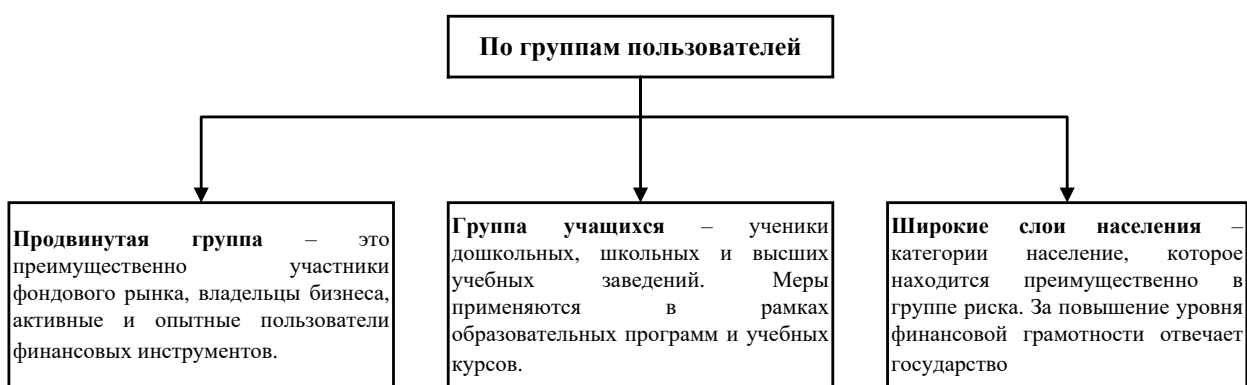 По группам пользователей
Продвинутая группа – это
преимущественно участники
фондового рынка, владельцы бизнеса,
активные и опытные пользователи
финансовых инструментов.
Группа учащихся – ученики
дошкольных, школьных и высших
учебных заведений. Меры
применяются в рамках
образовательных программ и учебных
курсов.
Широкие слои населения –
категории население, которое
находится преимущественно в
группе риска. За повышение уровня
финансовой грамотности отвечает
государство